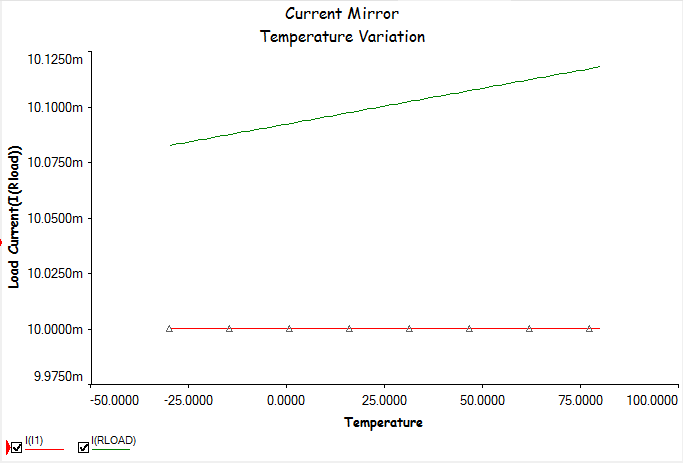 Current Mirror
Temperature Variation
Load Current(I(Rload))
10.1250m
10.1000m
10.0750m
10.0500m
10.0250m
10.0000m
9.9750m
-50.0000 -25.0000 0.0000 25.0000 50.0000 75.0000 100.0000
Temperature
I(I1) I(RLOAD)